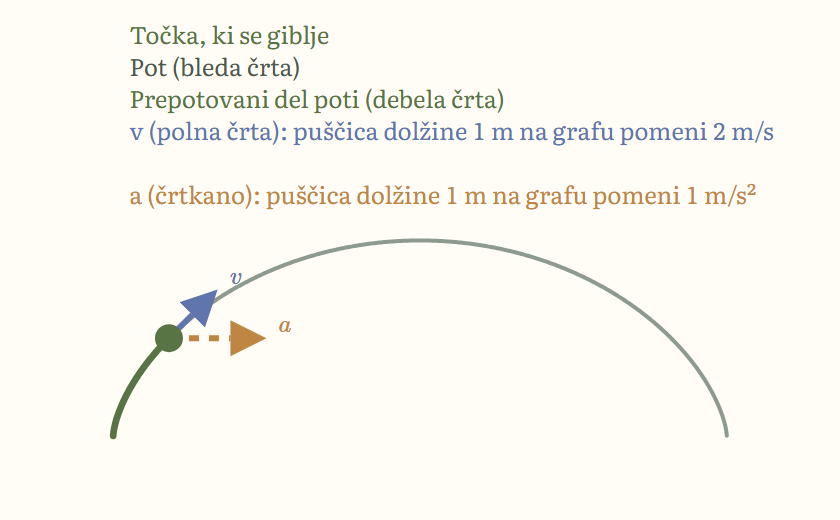 Točka, ki se giblje
Pot (bleda črta)
Prepotovani del poti (debela črta)
v (polna črta): puščica dolžine 1 m na grafu pomeni 2 m/s
a (črtkano): puščica dolžine 1 m na grafu pomeni 1 m/s²
v
a